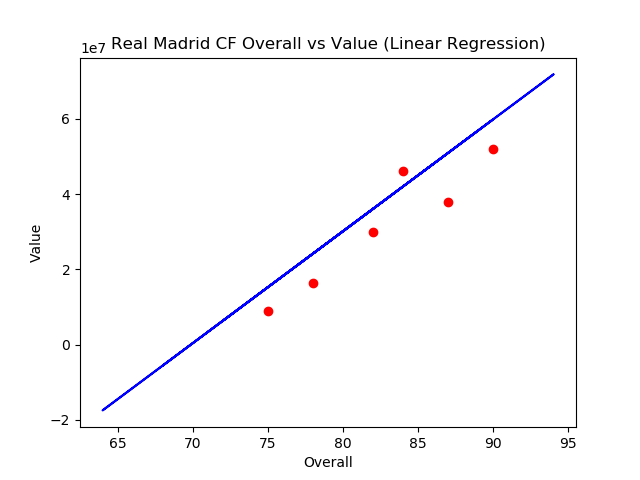 Real Madrid CF Overall vs Value (Linear Regression)
1e7
6
4
2
0
−2
Value
65 70 75 80 85 90 95
Overall